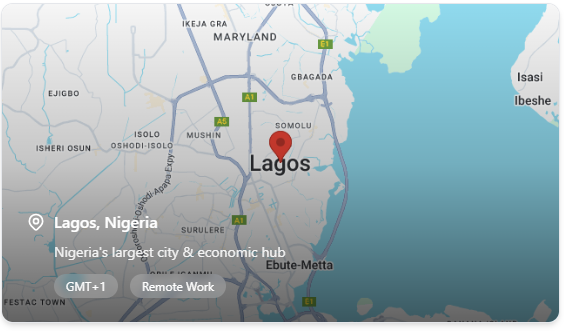 IKEJA GRA
MARYLAND
E1
GBAGADA
Isasi
EJIGBO
A1
Ibeshe
A5
SOMOLU
ISOLO
MUSHIN
OSHODI-ISOLO
ISHERI OSUN
Lagos
Oshodi-Apapa Expy
A1
Lagos, Nigeria
SURULERE
Nigeria's largest city & economic hub
Ebute-Metta
GMT+1
Remote Work
FESTAC TOWN
E1